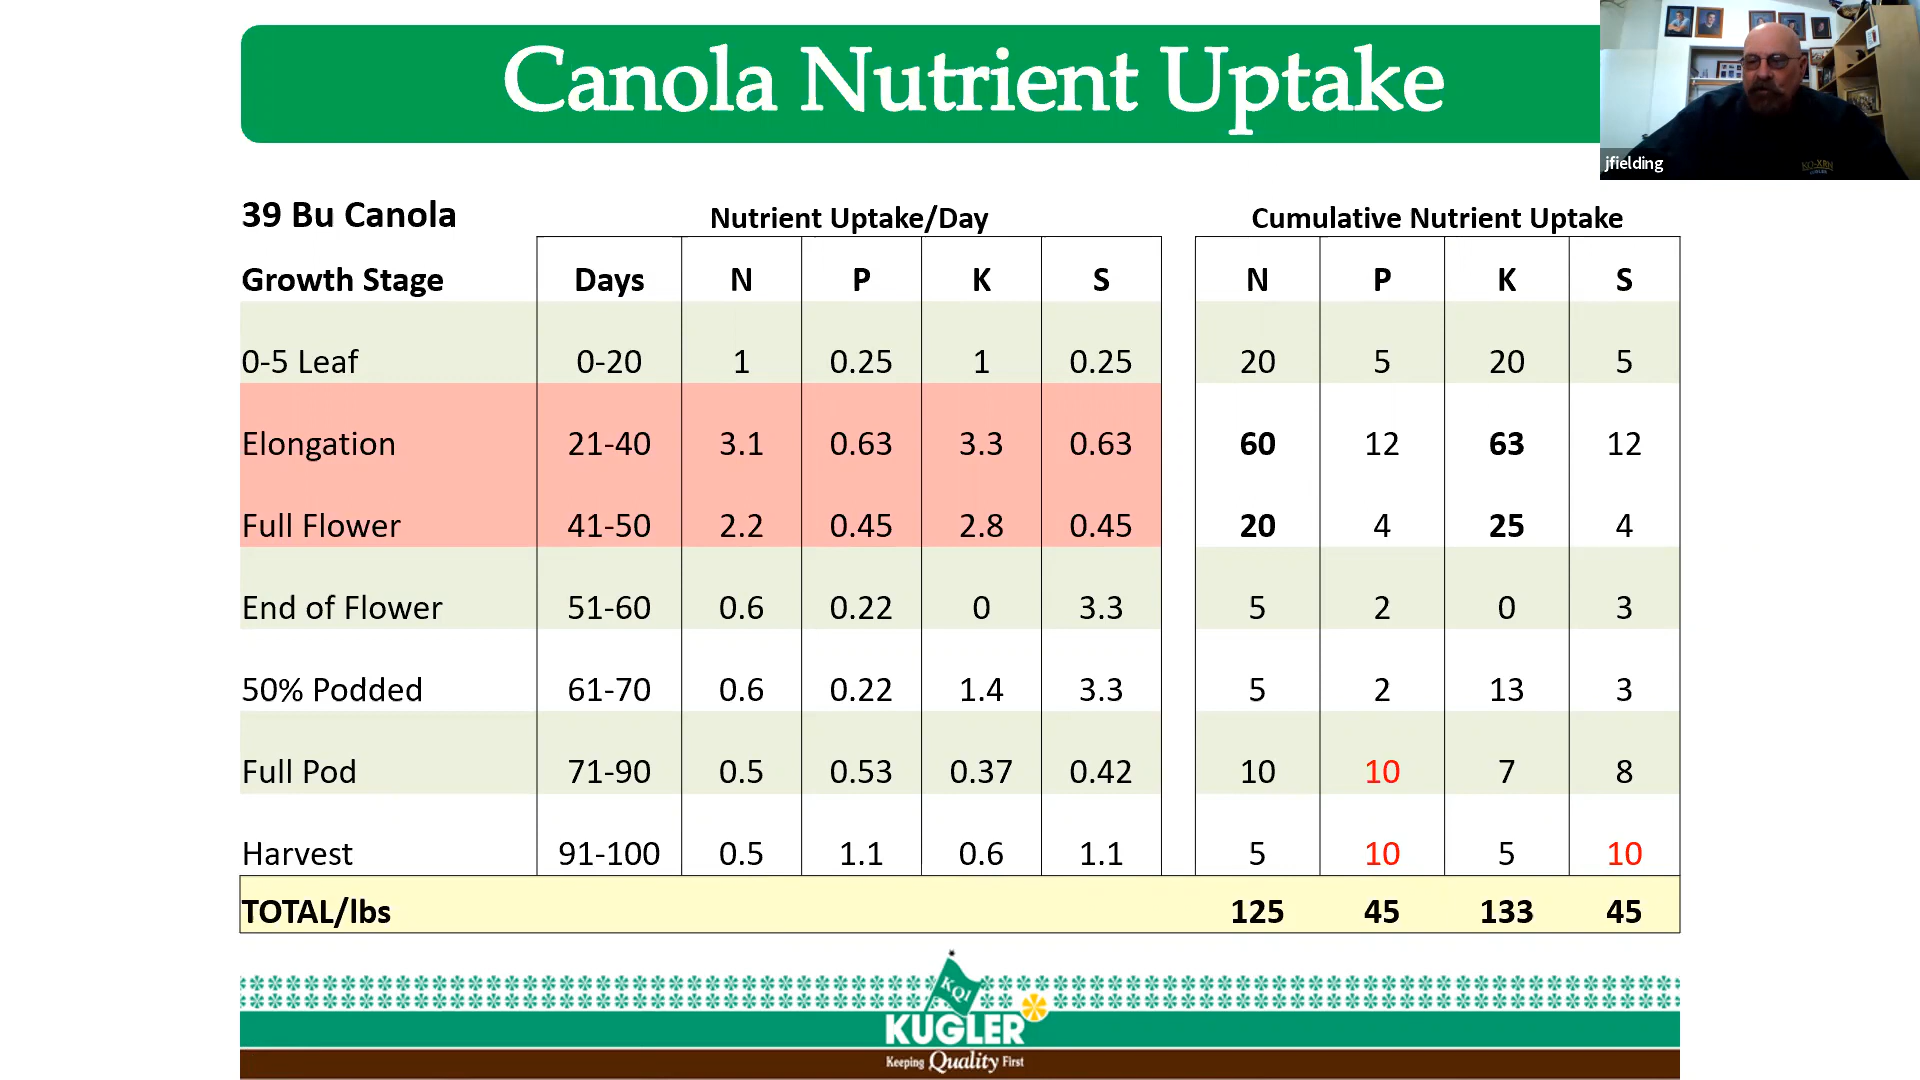 Canola Nutrient Uptake
jfielding
39 Bu Canola Nutrient Uptake/Day Cumulative Nutrient Uptake
Growth Stage Days N P K S N P K S
0-5 Leaf 0-20 1 0.25 1 0.25 20 5 20 5
Elongation 21-40 3.1 0.63 3.3 0.63 60 12 63 12
Full Flower 41-50 2.2 0.45 2.8 0.45 20 4 25 4
End of Flower 51-60 0.6 0.22 0 3.3 5 2 0 3
50% Podded 61-70 0.6 0.22 1.4 3.3 5 2 13 3
Full Pod 71-90 0.5 0.53 0.37 0.42 10 10 7 8
Harvest 91-100 0.5 1.1 0.6 1.1 5 10 5 10
TOTAL/lbs 125 45 133 45
KQI
KUGLER
Keeping Quality First